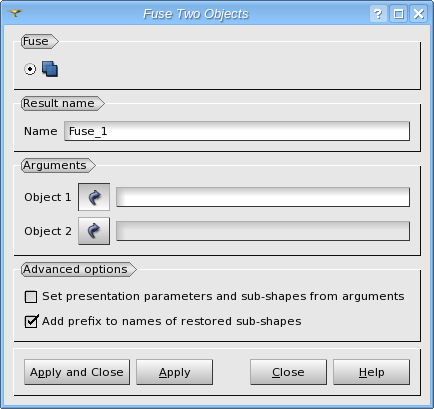 Fuse Two Objects
Fuse
Result name
Name Fuse_1
Arguments
Object 1
Object 2
Advanced options
Set presentation parameters and sub-shapes from arguments
Add prefix to names of restored sub-shapes
Apply and Close Apply Close Help